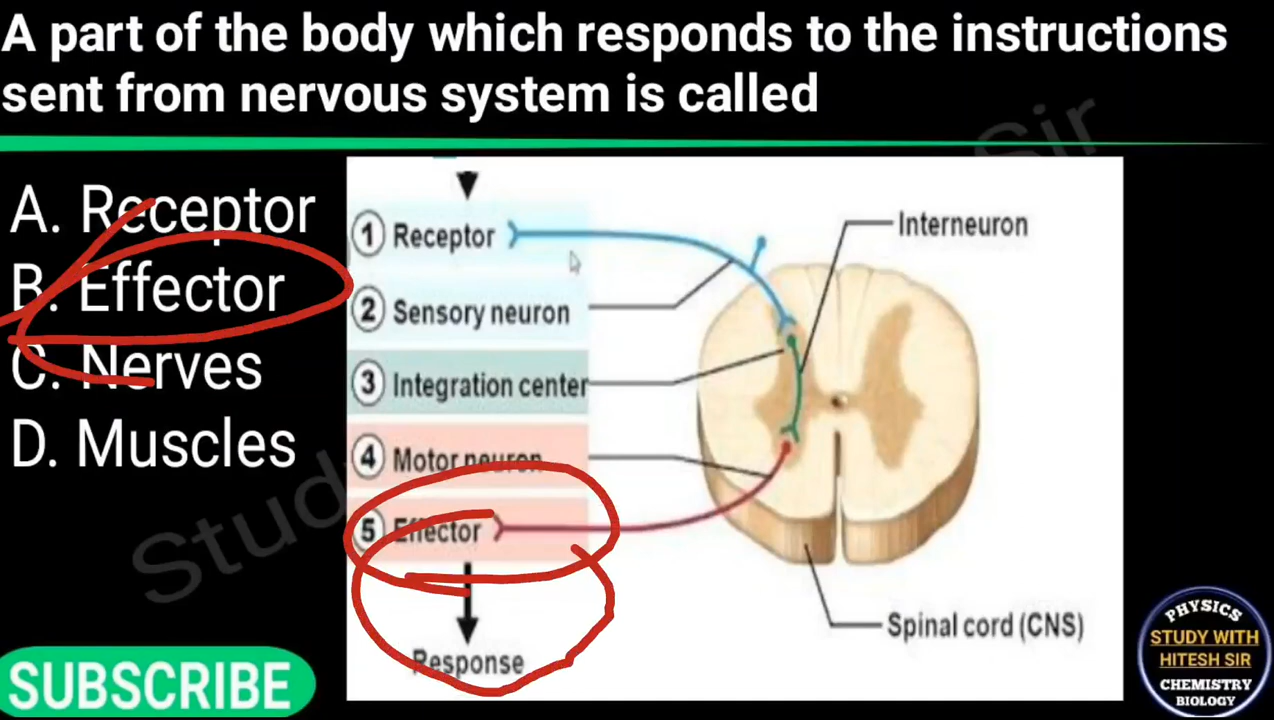 A part of the body which responds to the instructions
sent from nervous system is called
A. Receptor
B. Effector
C. Nerves
D. Muscles
1 Receptor
2 Sensory neuron
3 Integration center
4 Motor neuron
5 Effector
Response
Interneuron
Spinal cord (CNS)
Sir
SUBSCRIBE
PHYSICS
STUDY WITH
HITESH SIR
CHEMISTRY
BIOLOGY